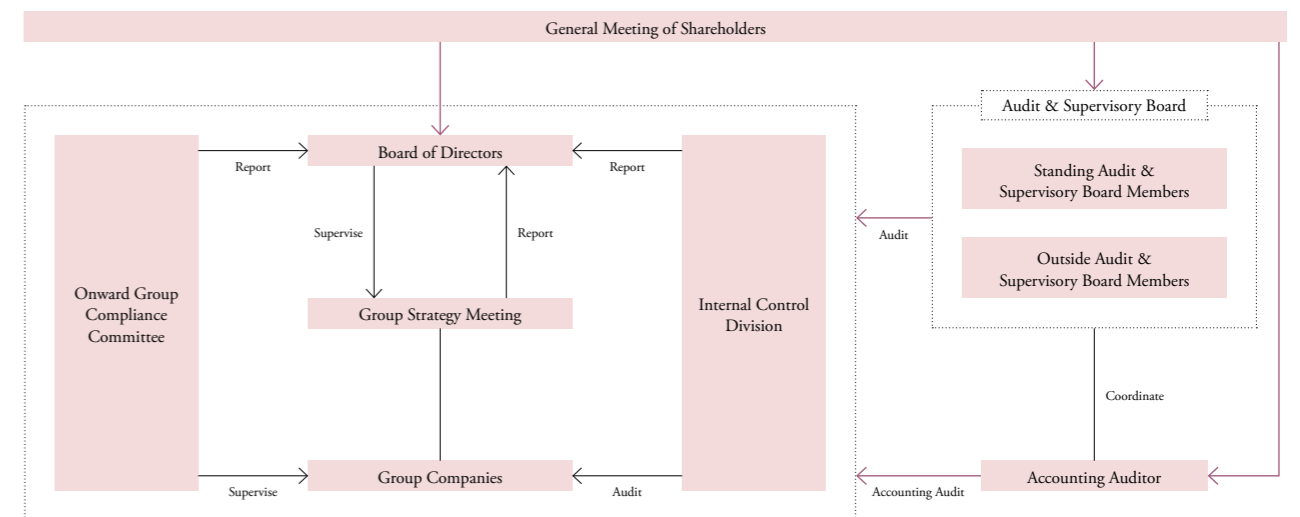 General Meeting of Shareholders
Audit & Supervisory Board
Board of Directors
Report
Report
Standing Audit &
Supervisory Board Members
Supervise
Report
Audit
Outside Audit &
Supervisory Board Members
Onward Group
Compliance
Committee
Group Strategy Meeting
Internal Control
Division
Coordinate
Group Companies
Accounting Auditor
Supervise
Audit
Accounting Audit